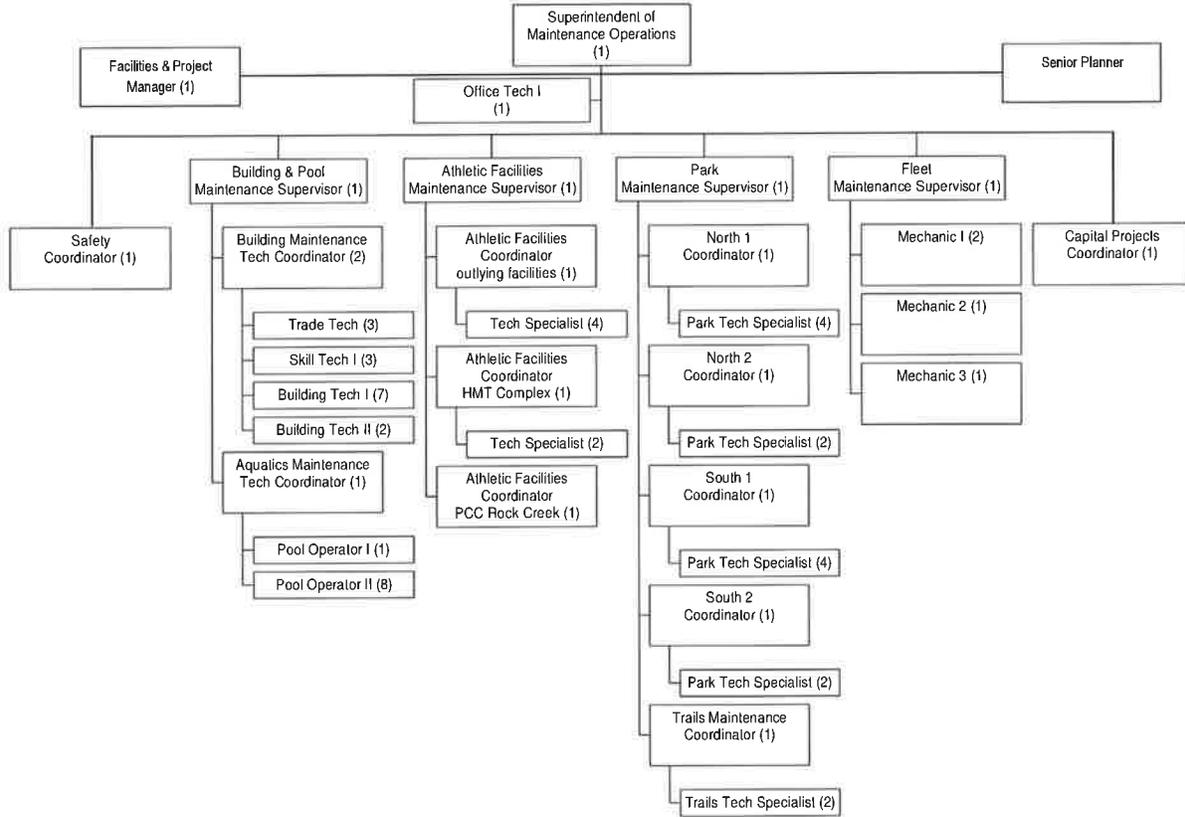 Superintendent of
Maintenance Operations
(1)
Facilities & Project
Manager (1)
Senior Planner
Office Tech I
(1)
Building & Pool
Maintenance Supervisor (1)
Athletic Facilities
Maintenance Supervisor (1)
Park
Maintenance Supervisor (1)
Fleet
Maintenance Supervisor (1)
Safety
Coordinator (1)
Building Maintenance
Tech Coordinator (2)
Trade Tech (3)
Skill Tech I (3)
Building Tech I (7)
Building Tech II (2)
Aquatics Maintenance
Tech Coordinator (1)
Pool Operator I (1)
Pool Operator II (8)
Athletic Facilities
Coordinator
outlying facilities (1)
Tech Specialist (4)
Athletic Facilities
Coordinator
HMT Complex (1)
Tech Specialist (2)
Athletic Facilities
Coordinator
PCC Rock Creek (1)
North 1
Coordinator (1)
Park Tech Specialist (4)
North 2
Coordinator (1)
Park Tech Specialist (2)
South 1
Coordinator (1)
Park Tech Specialist (4)
South 2
Coordinator (1)
Park Tech Specialist (2)
Trails Maintenance
Coordinator (1)
Trails Tech Specialist (2)
Mechanic I (2)
Mechanic 2 (1)
Mechanic 3 (1)
Capital Projects
Coordinator (1)